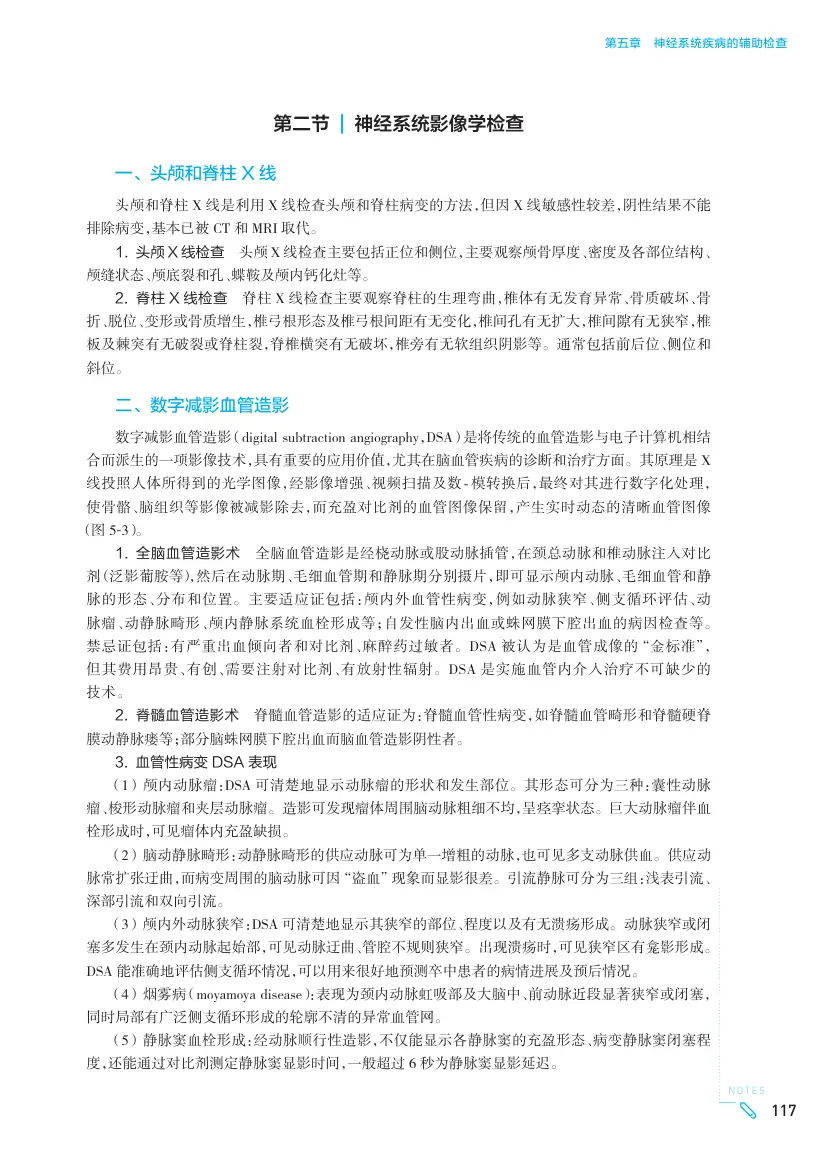 第五章　神经系统疾病的辅助检查
第二节 | 神经系统影像学检查
一、头颅和脊柱 X 线
头颅和脊柱 X 线是利用 X 线检查头颅和脊柱病变的方法,但因 X 线敏感性较差,阴性结果不能
排除病变,基本已被 CT 和 MRI 取代。
1. 头颅 X 线检查　头颅 X 线检查主要包括正位和侧位,主要观察颅骨厚度、密度及各部位结构、
颅缝状态、颅底裂和孔、蝶鞍及颅内钙化灶等。
2. 脊柱 X 线检查　脊柱 X 线检查主要观察脊柱的生理弯曲,椎体有无发育异常、骨质破坏、骨
折、脱位、变形或骨质增生,椎弓根形态及椎弓根间距有无变化,椎间孔有无扩大,椎间隙有无狭窄,椎
板及棘突有无破裂或脊柱裂,脊椎横突有无破坏,椎旁有无软组织阴影等。通常包括前后位、侧位和
斜位。
二、数字减影血管造影
数字减影血管造影(digital subtraction angiography,DSA)是将传统的血管造影与电子计算机相结
合而派生的一项影像技术,具有重要的应用价值,尤其在脑血管疾病的诊断和治疗方面。其原理是 X
线投照人体所得到的光学图像,经影像增强、视频扫描及数-模转换后,最终对其进行数字化处理,
使骨骼、脑组织等影像被减影除去,而充盈对比剂的血管图像保留,产生实时动态的清晰血管图像
(图 5-3)。
1. 全脑血管造影术　全脑血管造影是经桡动脉或股动脉插管,在颈总动脉和椎动脉注入对比
剂(泛影葡胺等),然后在动脉期、毛细血管期和静脉期分别摄片,即可显示颅内动脉、毛细血管和静
脉的形态、分布和位置。主要适应证包括:颅内外血管性病变,例如动脉狭窄、侧支循环评估、动
脉瘤、动静脉畸形、颅内静脉系统血栓形成等;自发性脑内出血或蛛网膜下腔出血的病因检查等。
禁忌证包括:有严重出血倾向者和对比剂、麻醉药过敏者。DSA 被认为是血管成像的“金标准”,
但其费用昂贵、有创、需要注射对比剂、有放射性辐射。DSA 是实施血管内介入治疗不可缺少的
技术。
2. 脊髓血管造影术　脊髓血管造影的适应证为:脊髓血管性病变,如脊髓血管畸形和脊髓硬脊
膜动静脉瘘等;部分脑蛛网膜下腔出血而脑血管造影阴性者。
3. 血管性病变 DSA 表现
(1)颅内动脉瘤:DSA 可清楚地显示动脉瘤的形状和发生部位。其形态可分为三种:囊性动脉
瘤、梭形动脉瘤和夹层动脉瘤。造影可发现瘤体周围脑动脉粗细不均,呈痉挛状态。巨大动脉瘤伴血
栓形成时,可见瘤体内充盈缺损。
(2)脑动静脉畸形:动静脉畸形的供应动脉可为单一增粗的动脉,也可见多支动脉供血。供应动
脉常扩张迂曲,而病变周围的脑动脉可因“盗血”现象而显影很差。引流静脉可分为三组:浅表引流、
深部引流和双向引流。
(3)颅内外动脉狭窄:DSA 可清楚地显示其狭窄的部位、程度以及有无溃疡形成。动脉狭窄或闭
塞多发生在颈内动脉起始部,可见动脉迂曲、管腔不规则狭窄。出现溃疡时,可见狭窄区有龛影形成。
DSA 能准确地评估侧支循环情况,可以用来很好地预测卒中患者的病情进展及预后情况。
(4)烟雾病(moyamoya disease):表现为颈内动脉虹吸部及大脑中、前动脉近段显著狭窄或闭塞,
同时局部有广泛侧支循环形成的轮廓不清的异常血管网。
(5)静脉窦血栓形成:经动脉顺行性造影,不仅能显示各静脉窦的充盈形态、病变静脉窦闭塞程
度,还能通过对比剂测定静脉窦显影时间,一般超过 6 秒为静脉窦显影延迟。
NOTES
117